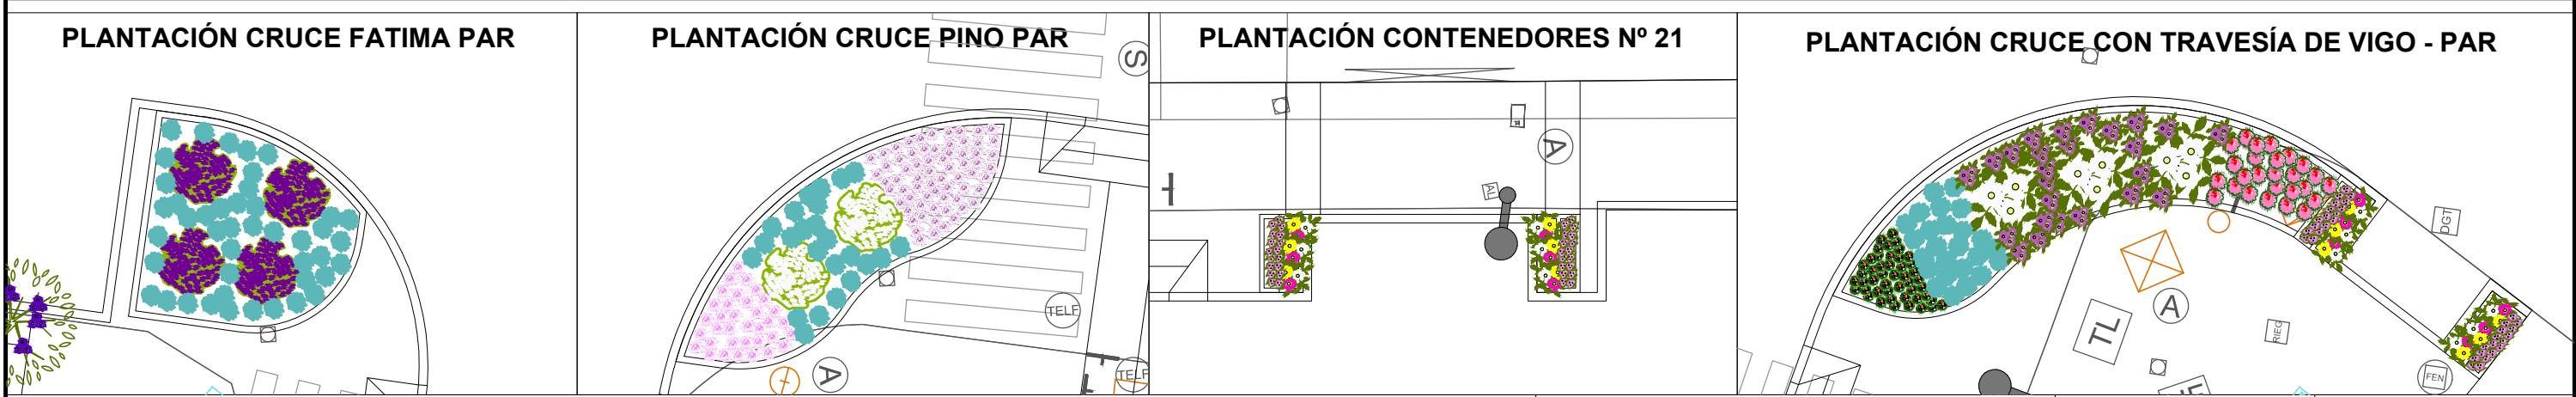 PLANTACIÓN CRUCE FATIMA PAR
PLANTACIÓN CRUCE PINO PAR
PLANTACIÓN CONTENEDORES Nº 21
PLANTACIÓN CRUCE CON TRAVESÍA DE VIGO - PAR
S
TELF
TELF
A
A
AL
A
TL
RIEG
DGT
FEN